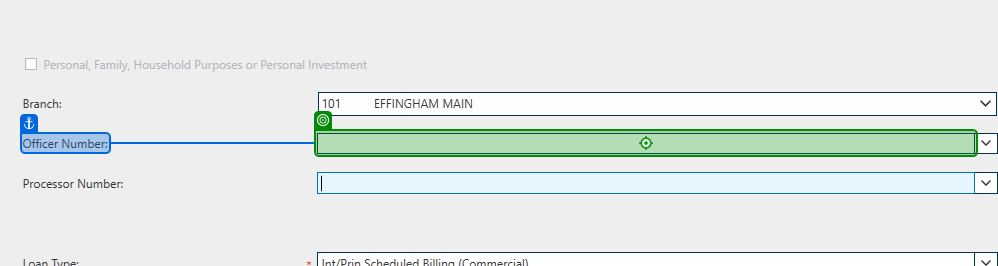 Personal, Family, Household Purposes or Personal Investment
Branch: 101 EFFINGHAM MAIN
Officer Number:
Processor Number:
Loan Type: * Int/Prin Scheduled Billing (Commercial)